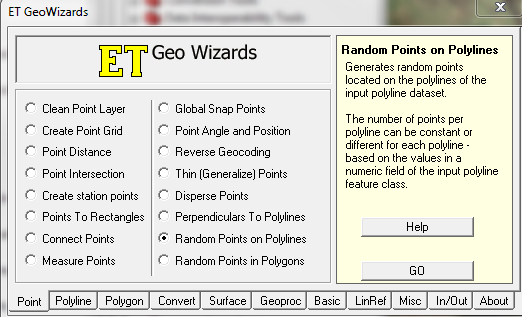 ET GeoWizards
ET Geo Wizards
Clean Point Layer
Create Point Grid
Point Distance
Point Intersection
Create station points
Points To Rectangles
Connect Points
Measure Points
Global Snap Points
Point Angle and Position
Reverse Geocoding
Thin (Generalize) Points
Disperse Points
Perpendiculars To Polylines
Random Points on Polylines
Random Points in Polygons
Random Points on Polylines
Generates random points
located on the polylines of the
input polyline dataset.
The number of points per
polyline can be constant or
different for each polyline -
based on the values in a
numeric field of the input polyline
feature class.
Help
GO
Point Polyline Polygon Convert Surface Geoproc Basic LinRef Misc In/Out About